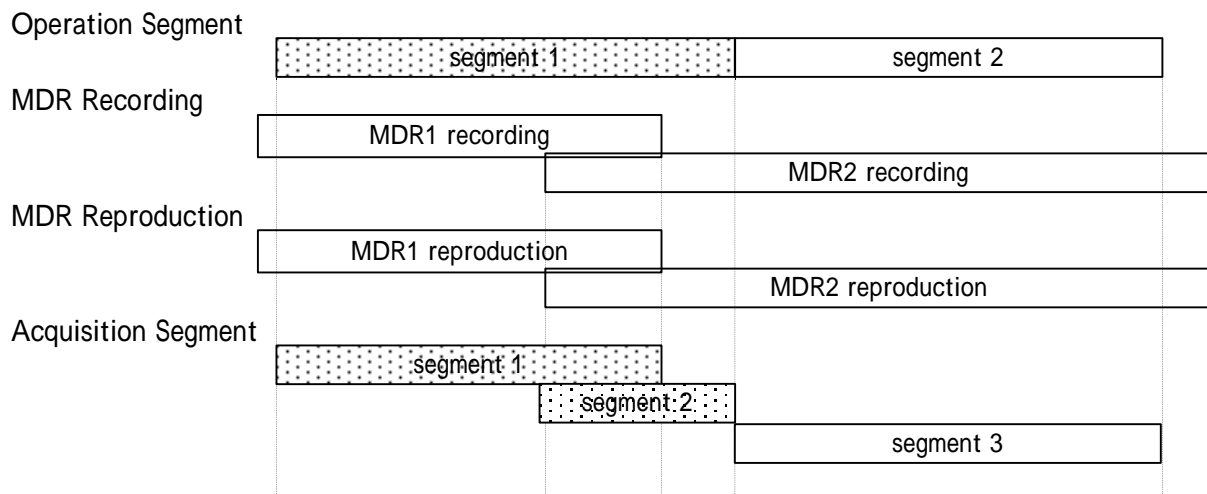 Operation Segment
segment 1
segment 2
MDR Recording
MDR1 recording
MDR2 recording
MDR Reproduction
MDR1 reproduction
MDR2 reproduction
Acquisition Segment
segment 1
segment 2
segment 3